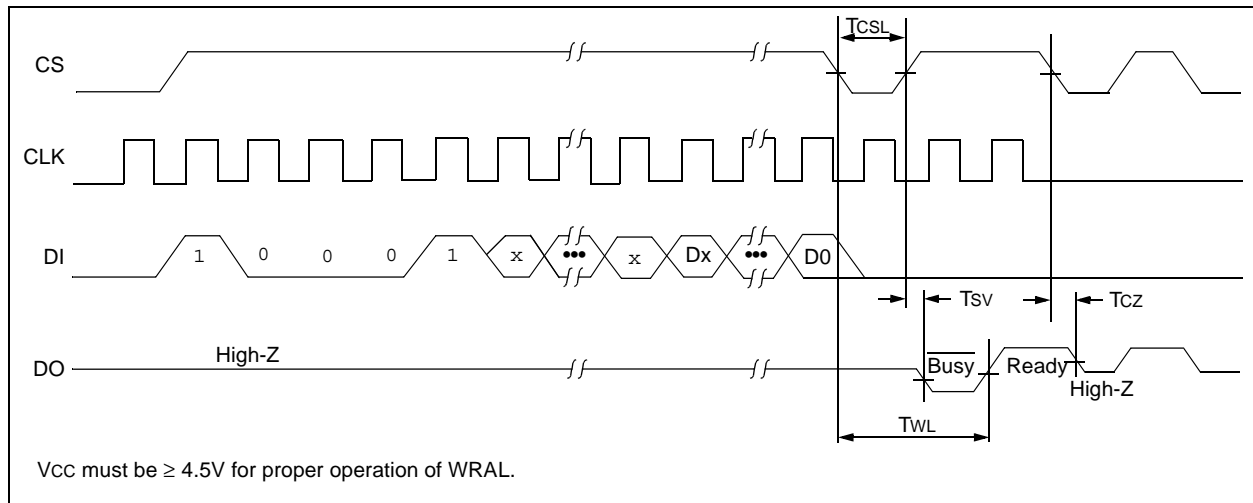 TCSL
CS
CLK
DI
1 0 0 0 1 x ••• x Dx ••• D0
TSV
TCZ
High-Z
DO
Busy
Ready
High-Z
TWL
VCC must be ≥ 4.5V for proper operation of WRAL.